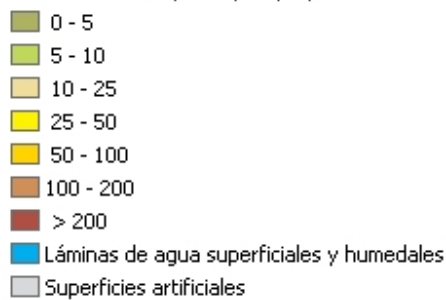 0 - 5
5 - 10
10 - 25
25 - 50
50 - 100
100 - 200
> 200
Láminas de agua superficiales y humedales
Superficies artificiales